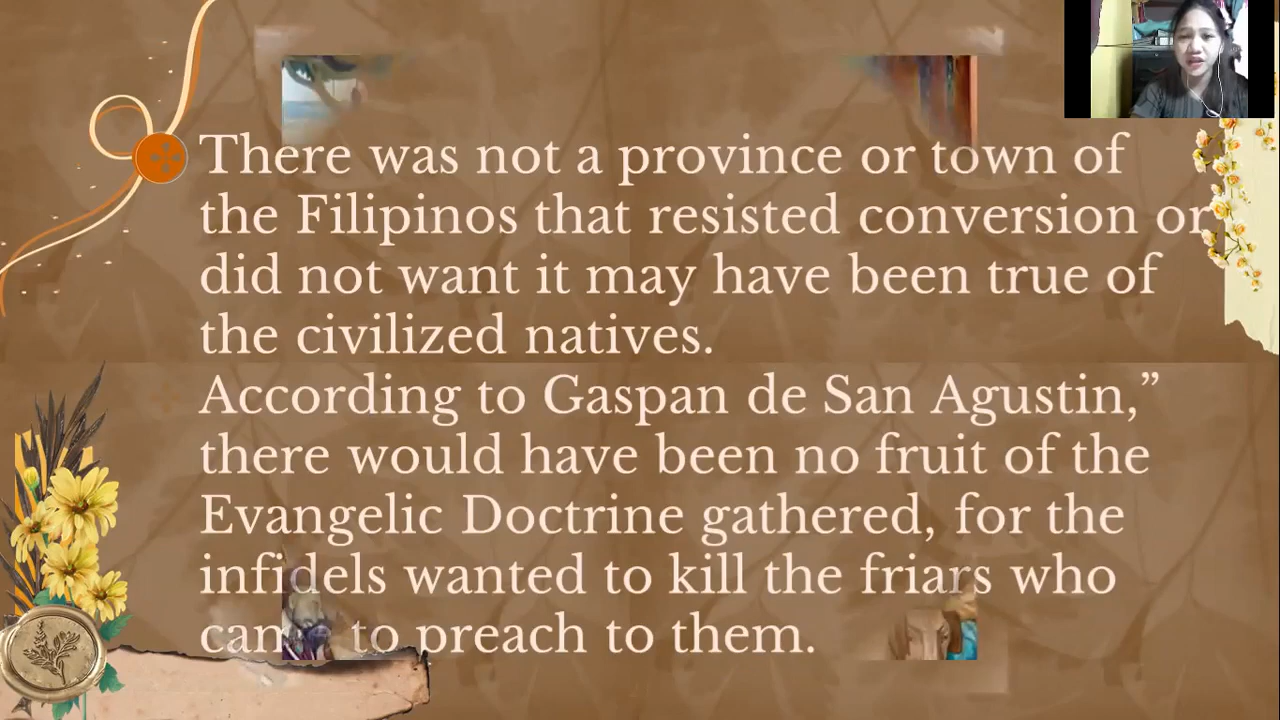 There was not a province or town of
the Filipinos that resisted conversion or
did not want it may have been true of
the civilized natives.
According to Gaspan de San Agustin,”
there would have been no fruit of the
Evangelic Doctrine gathered, for the
infidels wanted to kill the friars who
came to preach to them.